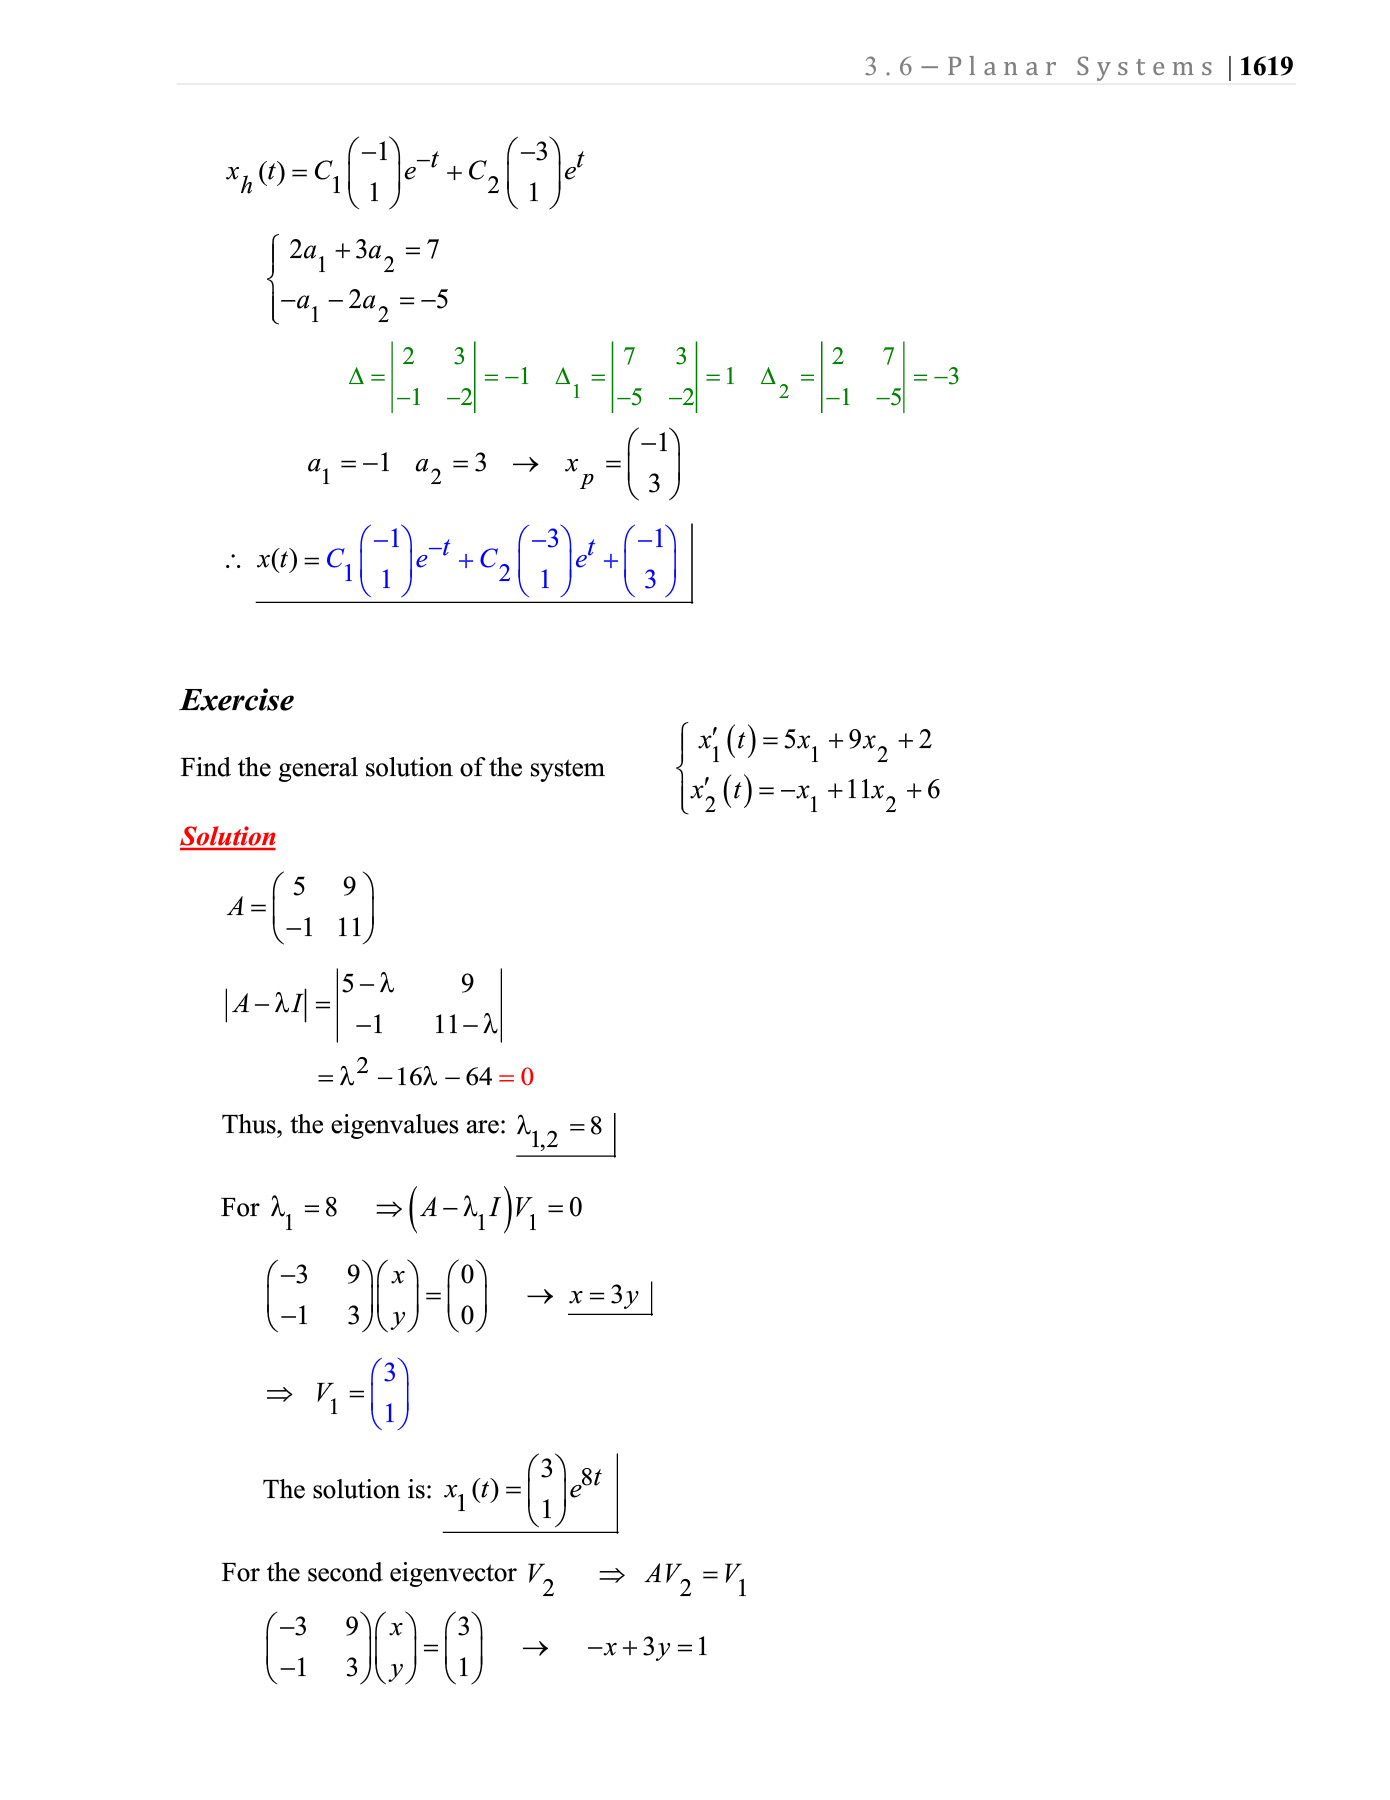 3.6 – Planar Systems | 1619
x_h (t) = C_1 \begin{pmatrix} -1 \\ 1 \end{pmatrix} e^{-t} + C_2 \begin{pmatrix} -3 \\ 1 \end{pmatrix} e^t
\begin{cases} 2a_1 + 3a_2 = 7 \\ -a_1 - 2a_2 = -5 \end{cases}
\Delta = \begin{vmatrix} 2 & 3 \\ -1 & -2 \end{vmatrix} = -1 \quad \Delta_1 = \begin{vmatrix} 7 & 3 \\ -5 & -2 \end{vmatrix} = 1 \quad \Delta_2 = \begin{vmatrix} 2 & 7 \\ -1 & -5 \end{vmatrix} = -3
a_1 = -1 \quad a_2 = 3 \quad \rightarrow \quad x_p = \begin{pmatrix} -1 \\ 3 \end{pmatrix}
\therefore x(t) = C_1 \begin{pmatrix} -1 \\ 1 \end{pmatrix} e^{-t} + C_2 \begin{pmatrix} -3 \\ 1 \end{pmatrix} e^t + \begin{pmatrix} -1 \\ 3 \end{pmatrix}
Exercise
Find the general solution of the system \begin{cases} x_1' (t) = 5x_1 + 9x_2 + 2 \\ x_2' (t) = -x_1 + 11x_2 + 6 \end{cases}
Solution
A = \begin{pmatrix} 5 & 9 \\ -1 & 11 \end{pmatrix}
|A - \lambda I| = \begin{vmatrix} 5 - \lambda & 9 \\ -1 & 11 - \lambda \end{vmatrix}
= \lambda^2 - 16\lambda - 64 = 0
Thus, the eigenvalues are: \lambda_{1,2} = 8
For \lambda_1 = 8 \quad \Rightarrow (A - \lambda_1 I) V_1 = 0
\begin{pmatrix} -3 & 9 \\ -1 & 3 \end{pmatrix} \begin{pmatrix} x \\ y \end{pmatrix} = \begin{pmatrix} 0 \\ 0 \end{pmatrix} \quad \rightarrow x = 3y
\Rightarrow V_1 = \begin{pmatrix} 3 \\ 1 \end{pmatrix}
The solution is: x_1 (t) = \begin{pmatrix} 3 \\ 1 \end{pmatrix} e^{8t}
For the second eigenvector V_2 \quad \Rightarrow AV_2 = V_1
\begin{pmatrix} -3 & 9 \\ -1 & 3 \end{pmatrix} \begin{pmatrix} x \\ y \end{pmatrix} = \begin{pmatrix} 3 \\ 1 \end{pmatrix} \quad \rightarrow \quad -x + 3y = 1